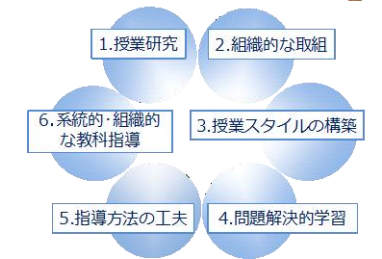 1.授業研究
2.組織的な取組
3.授業スタイルの構築
4.問題解決的学習
5.指導方法の工夫
6.系統的･組織的
な教科指導